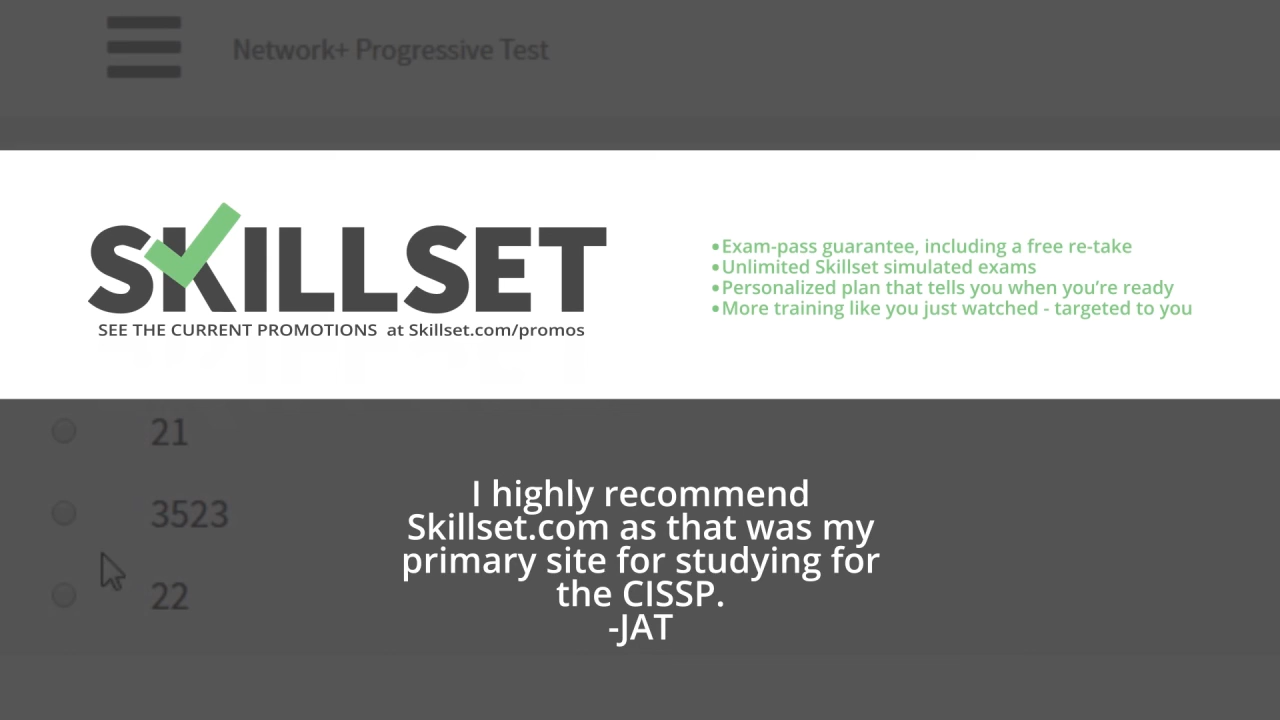 Network+ Progressive Test
SKILLSET
SEE THE CURRENT PROMOTIONS at Skillset.com/promos
•Exam-pass guarantee, including a free re-take
•Unlimited Skillset simulated exams
•Personalized plan that tells you when you’re ready
•More training like you just watched - targeted to you
21
3523
22
I highly recommend
Skillset.com as that was my
primary site for studying for
the CISSP.
-JAT